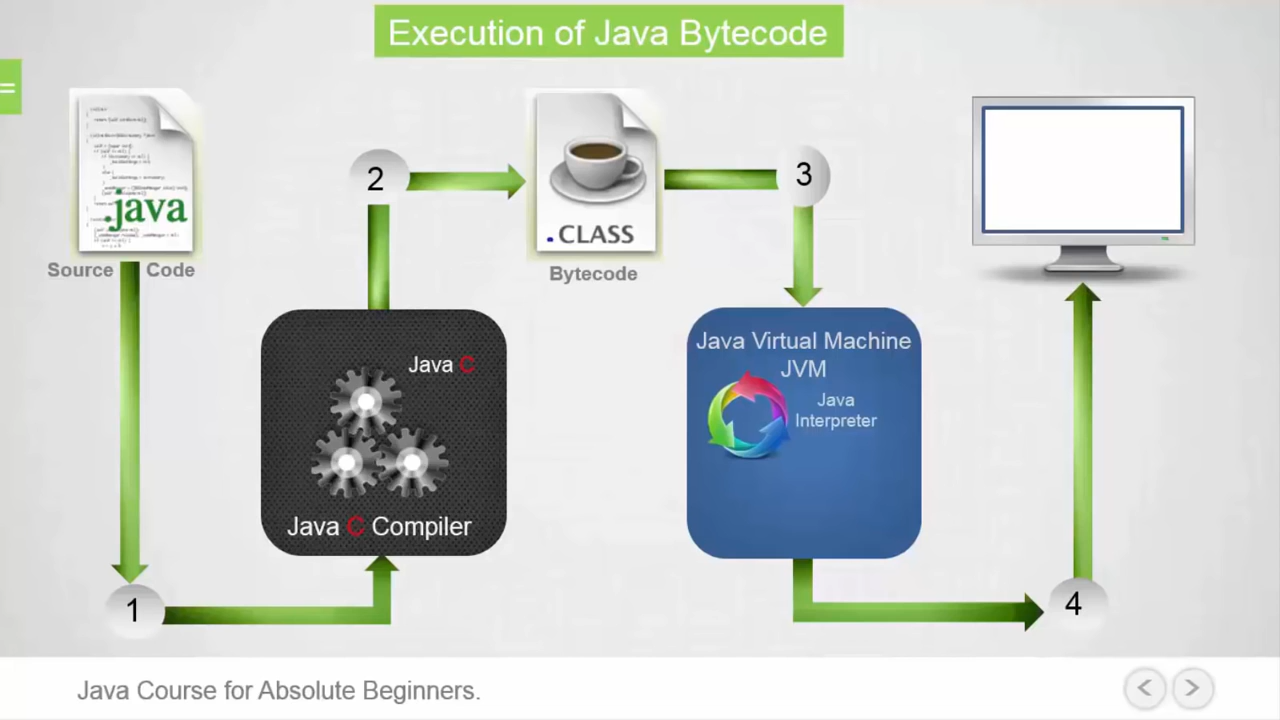 Execution of Java Bytecode
=
.java
Source Code
1
2
Java C
Java C Compiler
.CLASS
Bytecode
3
Java Virtual Machine
JVM
Java
Interpreter
4
Java Course for Absolute Beginners.
< >